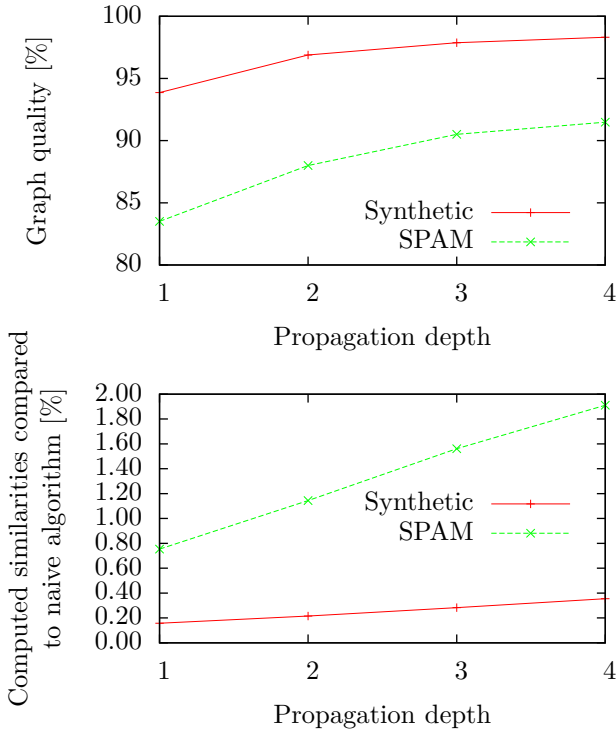 100
95
90
85
80
Graph quality [%]
Synthetic
SPAM
1 2 3 4
Propagation depth
2.00
1.80
1.60
1.40
1.20
1.00
0.80
0.60
0.40
0.20
0.00
Computed similarities compared
to naive algorithm [%]
Synthetic
SPAM
1 2 3 4
Propagation depth